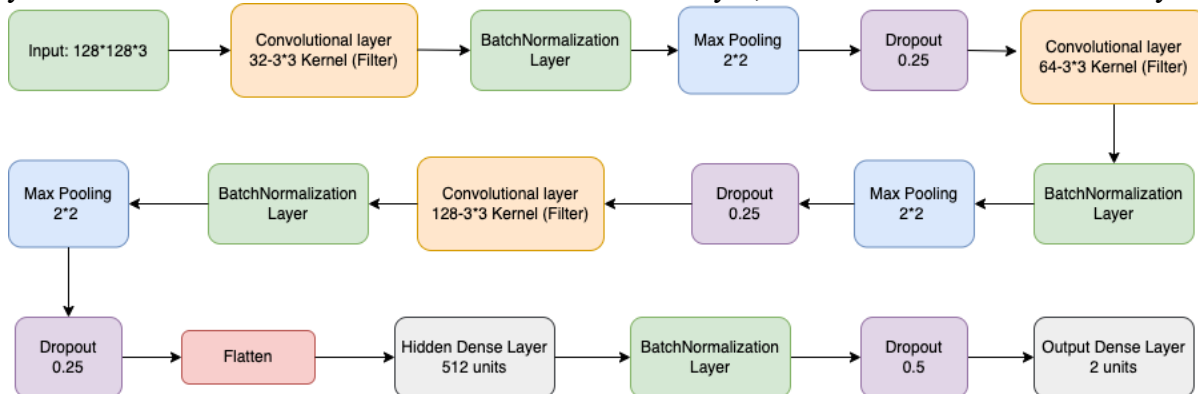 Input: 128*128*3
Convolutional layer
32-3*3 Kernel (Filter)
BatchNormalization
Layer
Max Pooling
2*2
Dropout
0.25
Convolutional layer
64-3*3 Kernel (Filter)
BatchNormalization
Layer
Max Pooling
2*2
Dropout
0.25
Convolutional layer
128-3*3 Kernel (Filter)
BatchNormalization
Layer
Max Pooling
2*2
Dropout
0.25
Flatten
Hidden Dense Layer
512 units
BatchNormalization
Layer
Dropout
0.5
Output Dense Layer
2 units